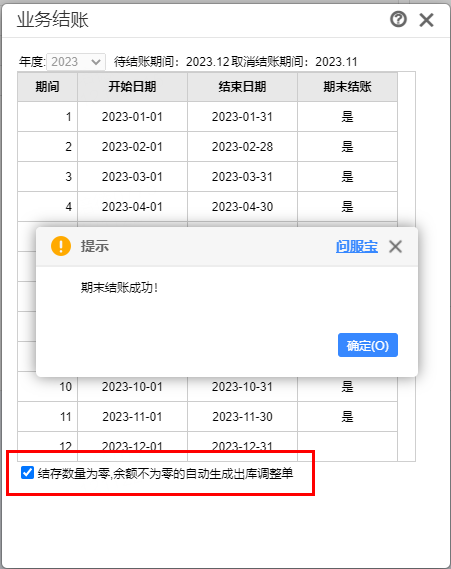 业务结账
年度: 2023 待结账期间: 2023.12 取消结账期间: 2023.11
期间 开始日期 结束日期 期末结账
1 2023-01-01 2023-01-31 是
2 2023-02-01 2023-02-28 是
3 2023-03-01 2023-03-31 是
4 2023-04-01 2023-04-30 是
提示 问服宝
期末结账成功!
确定(O)
10 2023-10-01 2023-10-31 是
11 2023-11-01 2023-11-30 是
12 2023-12-01 2023-12-31
结存数量为零,余额不为零的自动生成出库调整单